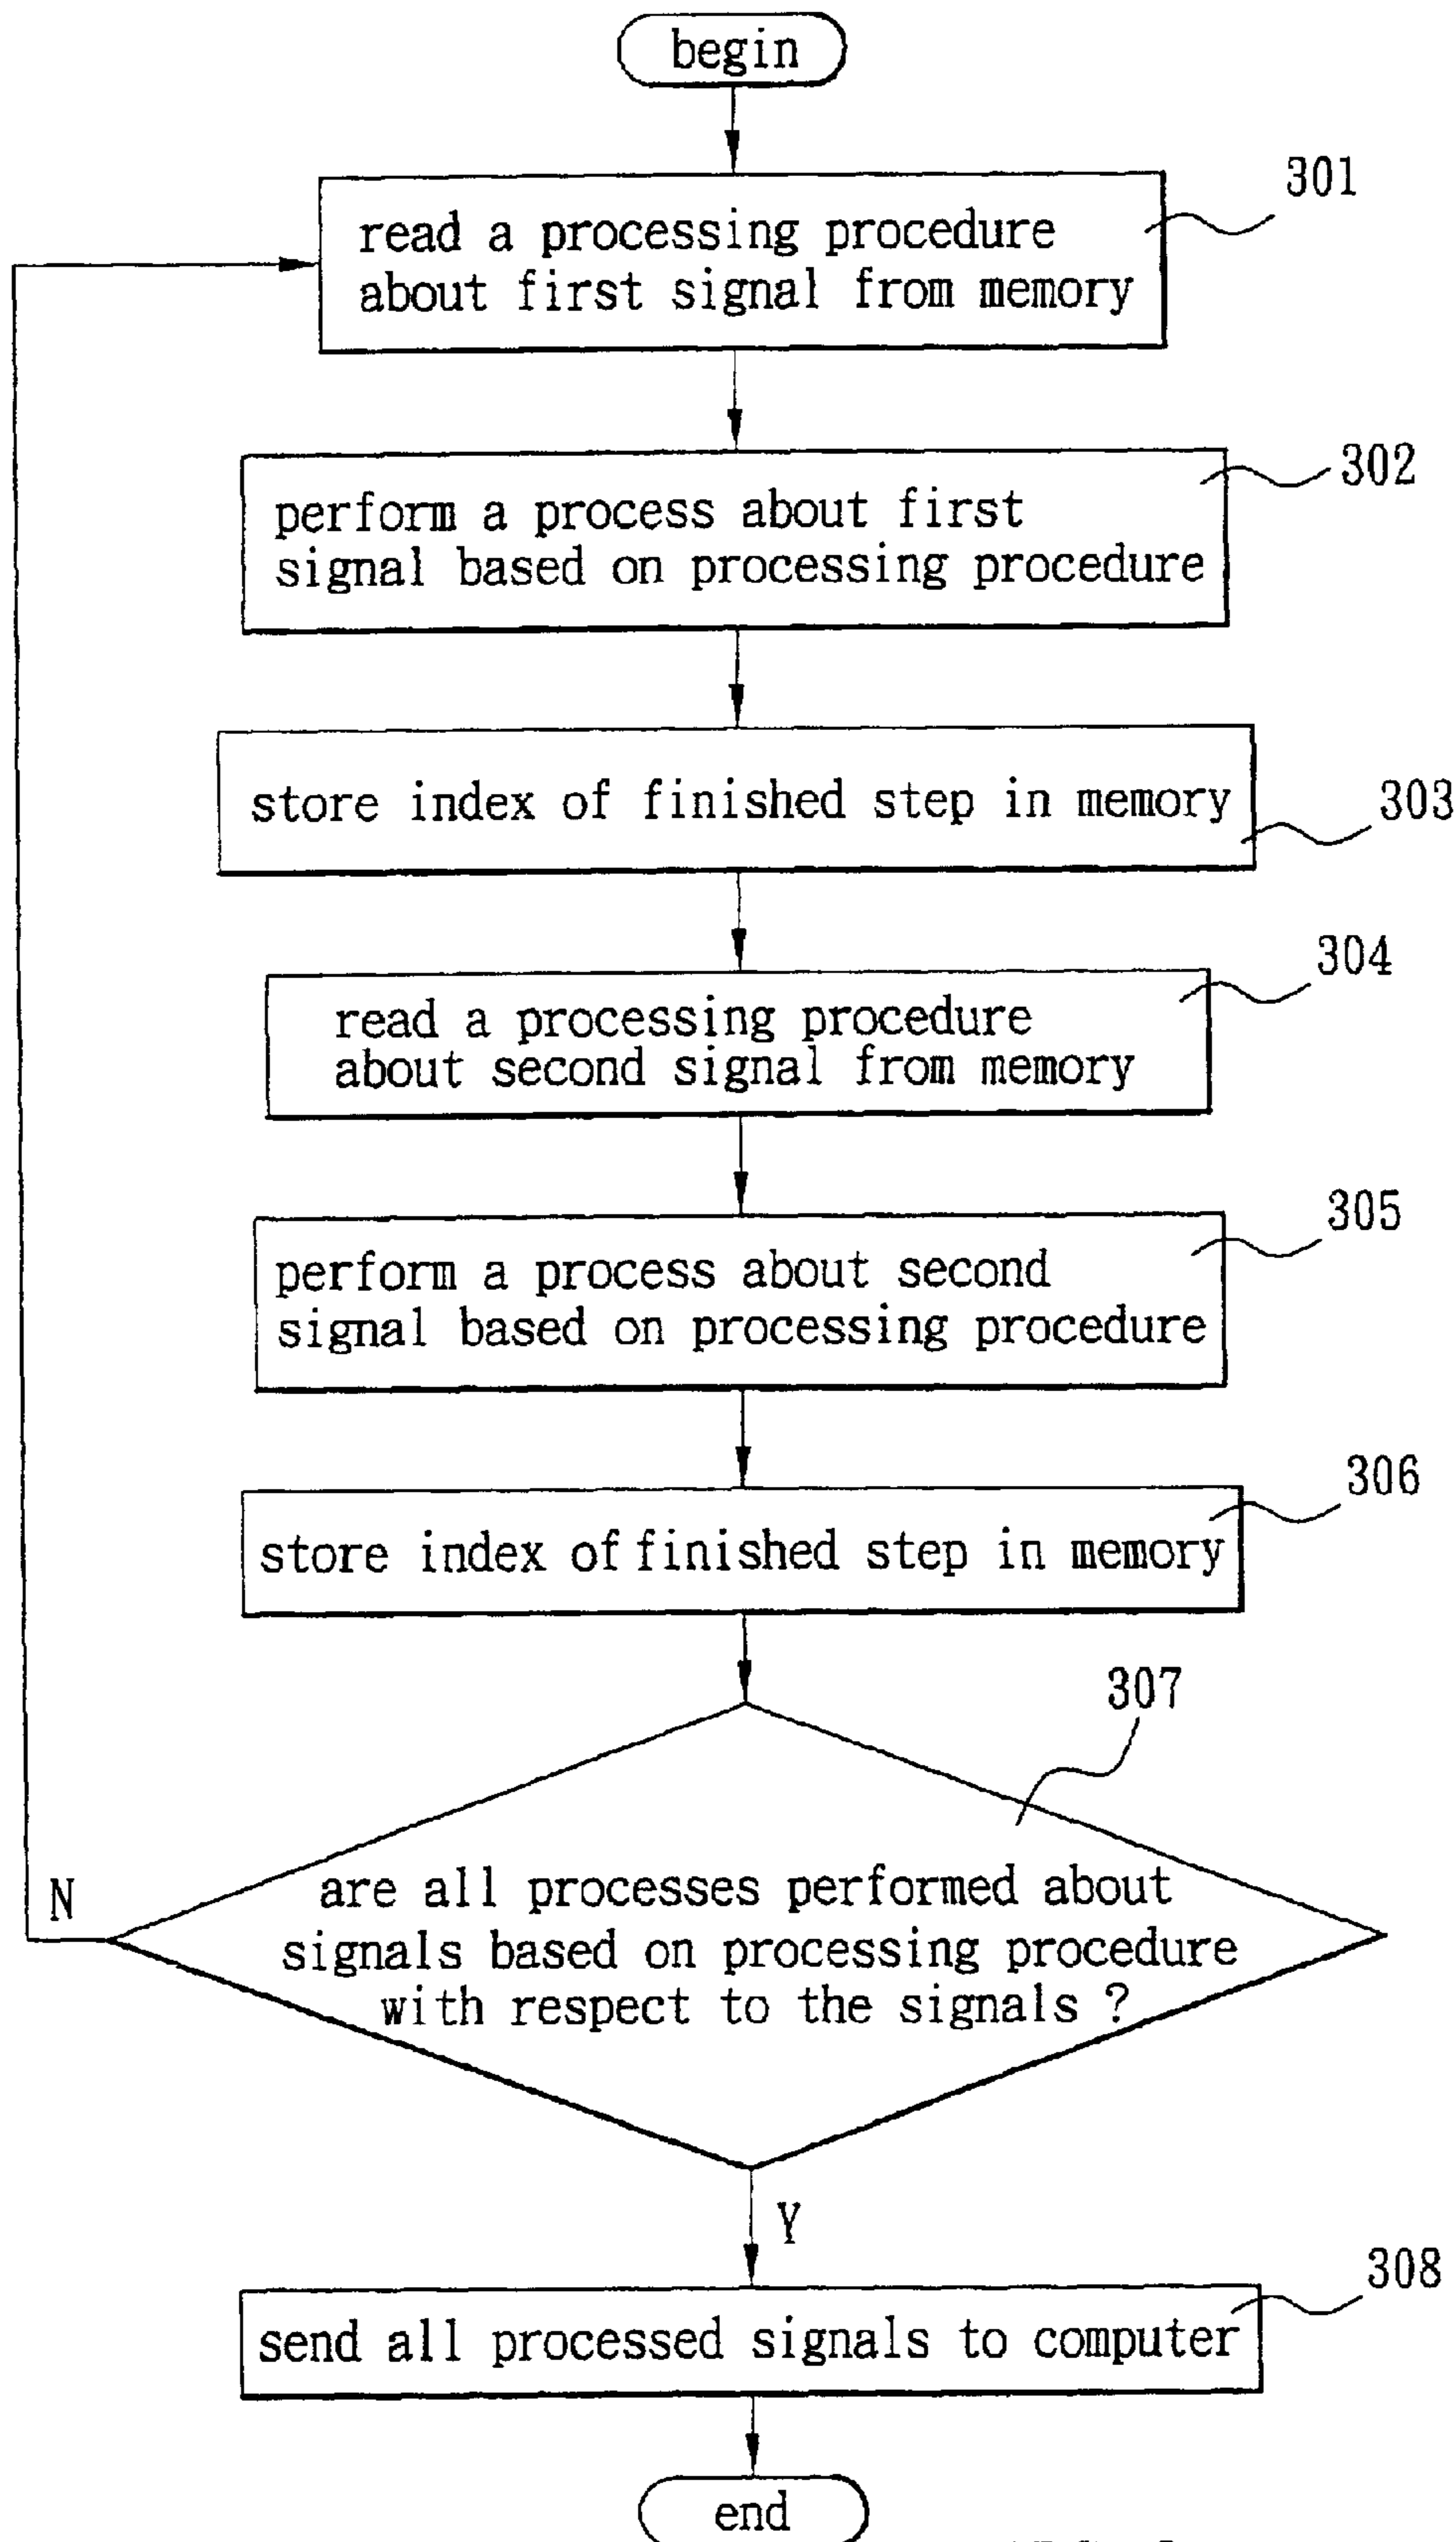 begin
301
read a processing procedure
about first signal from memory
302
perform a process about first
signal based on processing procedure
store index of finished step in memory
303
304
read a processing procedure
about second signal from memory
305
perform a process about second
signal based on processing procedure
306
store index of finished step in memory
307
are all processes performed about
signals based on processing procedure
with respect to the signals ?
N
Y
308
send all processed signals to computer
end